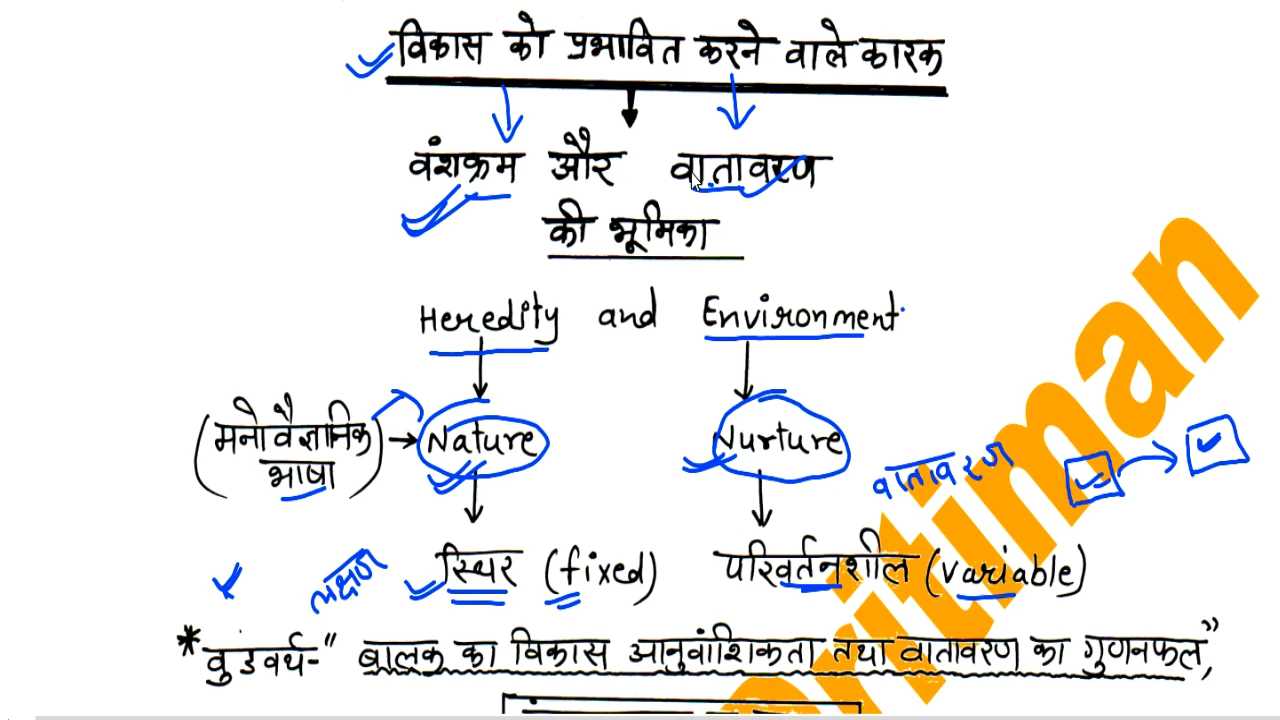 विकास को प्रभावित करने वाले कारक
वंशक्रम और वातावरण
की भूमिका
Heredity and Environment
(मनोवैज्ञानिक भाषा) → Nature Nurture
वातावरण
लक्षण स्थिर (fixed) परिवर्तनशील (variable)
* वुडवर्थ-" बालक का विकास आनुवांशिकता तथा वातावरण का गुणनफल,"